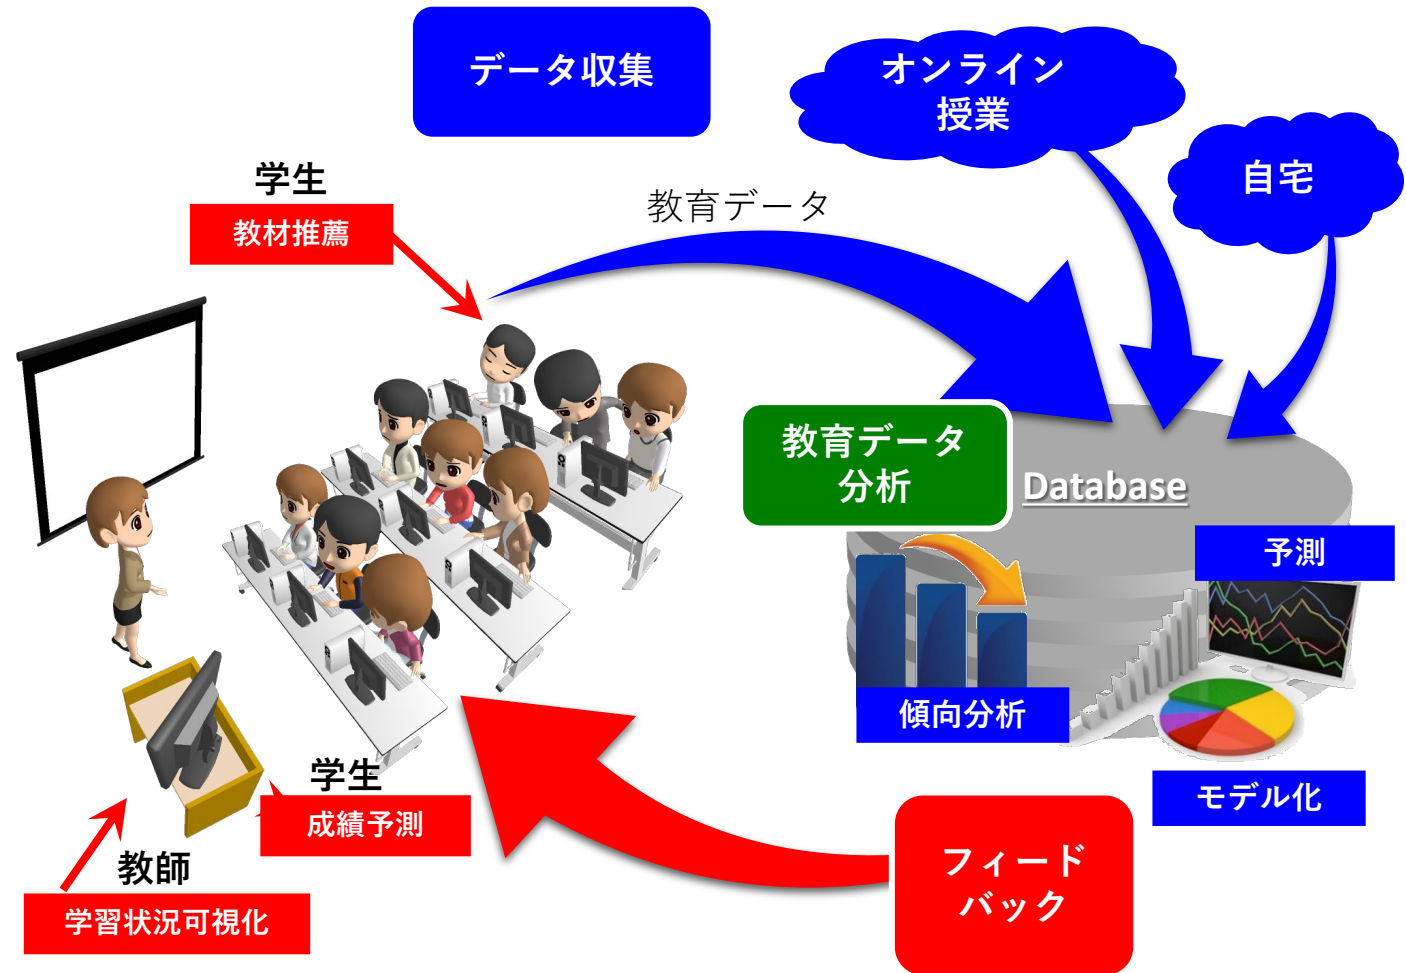 データ収集
オンライン
授業
自宅
学生
教材推薦
教育データ
教育データ
分析
Database
予測
傾向分析
モデル化
学生
成績予測
教師
学習状況可視化
フィード
バック